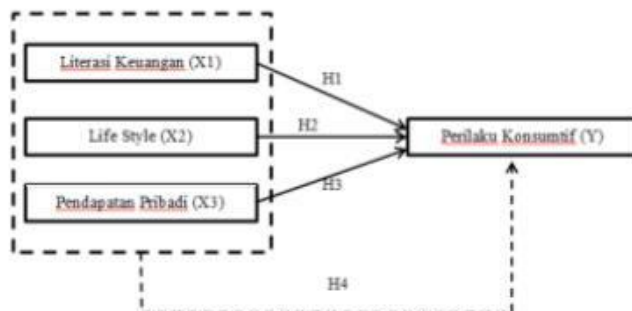 Literasi Keuangan (X1)
H1
Life Style (X2)
H2
Perilaku Konsumtif (Y)
H3
Pendapatan Pribadi (X3)
H4